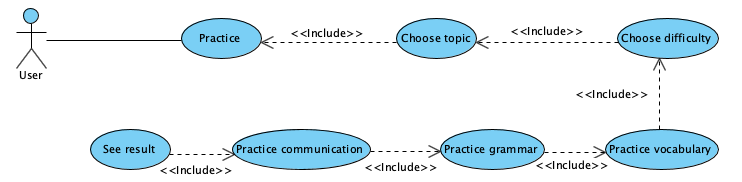 Practice
<<Include>>
Choose topic
<<Include>>
Choose difficulty
User
<<Include>>
See result
<<Include>>
Practice communication
<<Include>>
Practice grammar
<<Include>>
Practice vocabulary